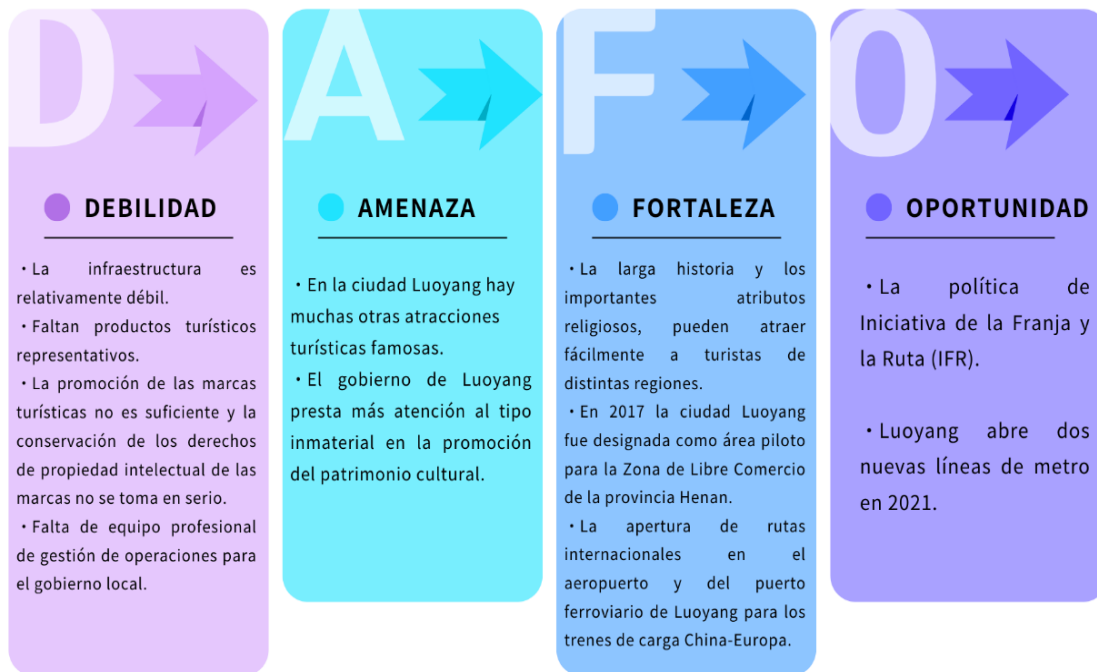 D
DEBILIDAD
・La infraestructura es
relativamente débil.
・Faltan productos turísticos
representativos.
・La promoción de las marcas
turísticas no es suficiente y la
conservación de los derechos
de propiedad intelectual de las
marcas no se toma en serio.
・Falta de equipo profesional
de gestión de operaciones para
el gobierno local.
A
AMENAZA
・En la ciudad Luoyang hay
muchas otras atracciones
turísticas famosas.
・El gobierno de Luoyang
presta más atención al tipo
inmaterial en la promoción
del patrimonio cultural.
F
FORTALEZA
・La larga historia y los
importantes atributos
religiosos, pueden atraer
fácilmente a turistas de
distintas regiones.
・En 2017 la ciudad Luoyang
fue designada como área piloto
para la Zona de Libre Comercio
de la provincia Henan.
・La apertura de rutas
internacionales en el
aeropuerto y del puerto
ferroviario de Luoyang para los
trenes de carga China-Europa.
O
OPORTUNIDAD
・La política de
Iniciativa de la Franja y
la Ruta (IFR).
・Luoyang abre dos
nuevas líneas de metro
en 2021.